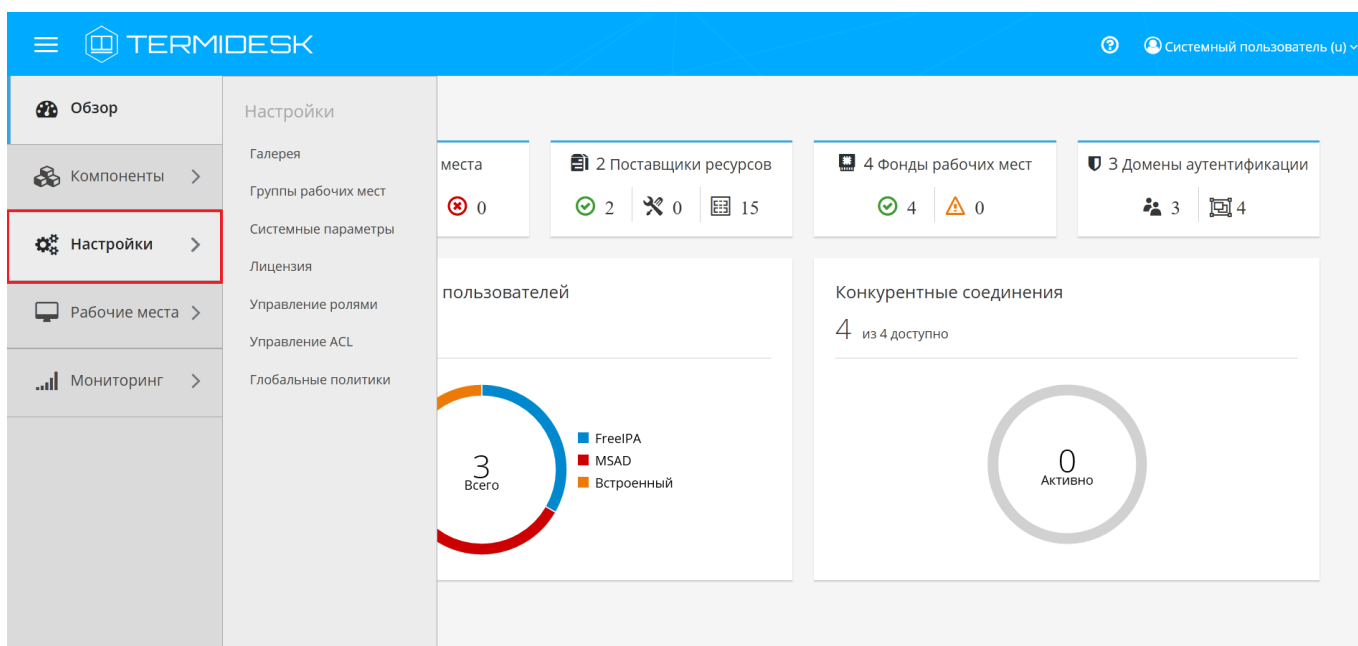 TERMIDESK
Системный пользователь (u)
Обзор
Компоненты
Настройки
Рабочие места
Мониторинг
Настройки
Галерея
Группы рабочих мест
Системные параметры
Лицензия
Управление ролями
Управление ACL
Глобальные политики
места
0
2 Поставщики ресурсов
2 0 15
4 Фонды рабочих мест
4 0
3 Домены аутентификации
3 4
пользователей
3
Всего
FreeIPA
MSAD
Встроенный
Конкурентные соединения
4 из 4 доступно
0
Активно